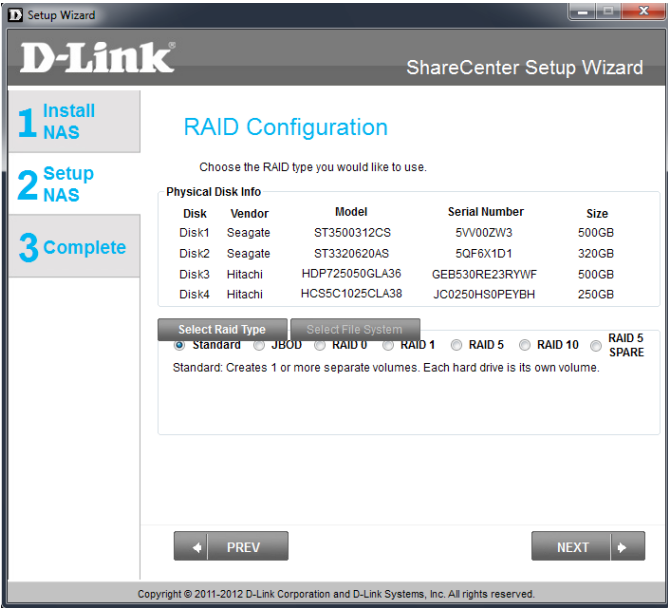 Setup Wizard
D-Link®
ShareCenter Setup Wizard
1 Install
NAS
2 Setup
NAS
3 Complete
RAID Configuration
Choose the RAID type you would like to use.
Physical Disk Info
Disk Vendor Model Serial Number Size
Disk1 Seagate ST3500312CS 5VV00ZW3 500GB
Disk2 Seagate ST3320620AS 5QF6X1D1 320GB
Disk3 Hitachi HDP725050GLA36 GEB530RE23RYWF 500GB
Disk4 Hitachi HCS5C1025CLA38 JC0250HS0PEYBH 250GB
Select Raid Type Select File System
Standard JBOD RAID 0 RAID 1 RAID 5 RAID 10 RAID 5
SPARE
Standard: Creates 1 or more separate volumes. Each hard drive is its own volume.
PREV NEXT
Copyright © 2011-2012 D-Link Corporation and D-Link Systems, Inc. All rights reserved.